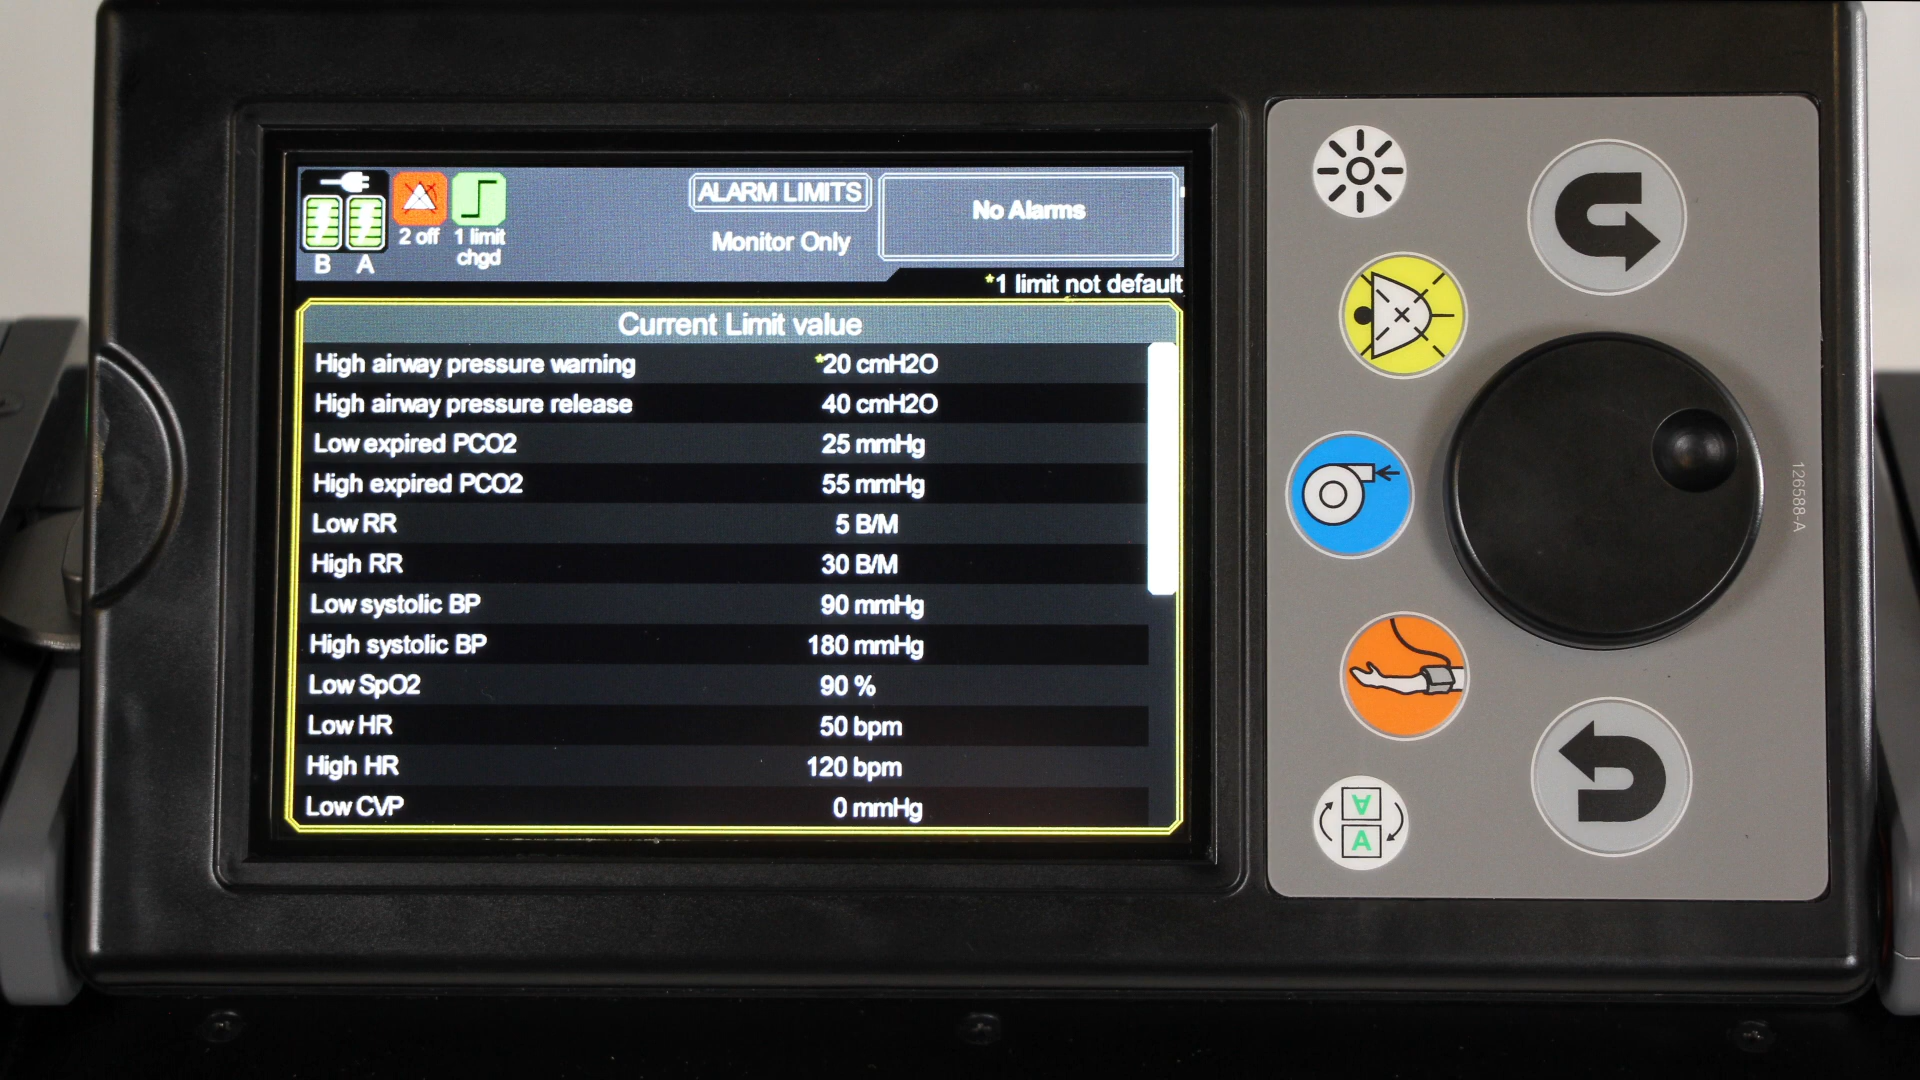 B A
2 off
1 limit
chgd
ALARM LIMITS
Monitor Only
No Alarms
*1 limit not default
Current Limit value
High airway pressure warning *20 cmH2O
High airway pressure release 40 cmH2O
Low expired PCO2 25 mmHg
High expired PCO2 55 mmHg
Low RR 5 B/M
High RR 30 B/M
Low systolic BP 90 mmHg
High systolic BP 180 mmHg
Low SpO2 90 %
Low HR 50 bpm
High HR 120 bpm
Low CVP 0 mmHg
A
A
126588-A